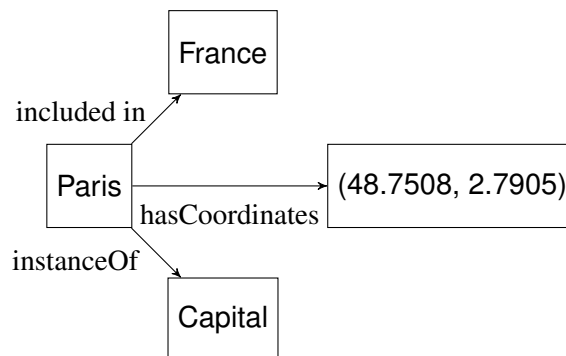 France
included in
Paris
(48.7508, 2.7905)
hasCoordinates
instanceOf
Capital